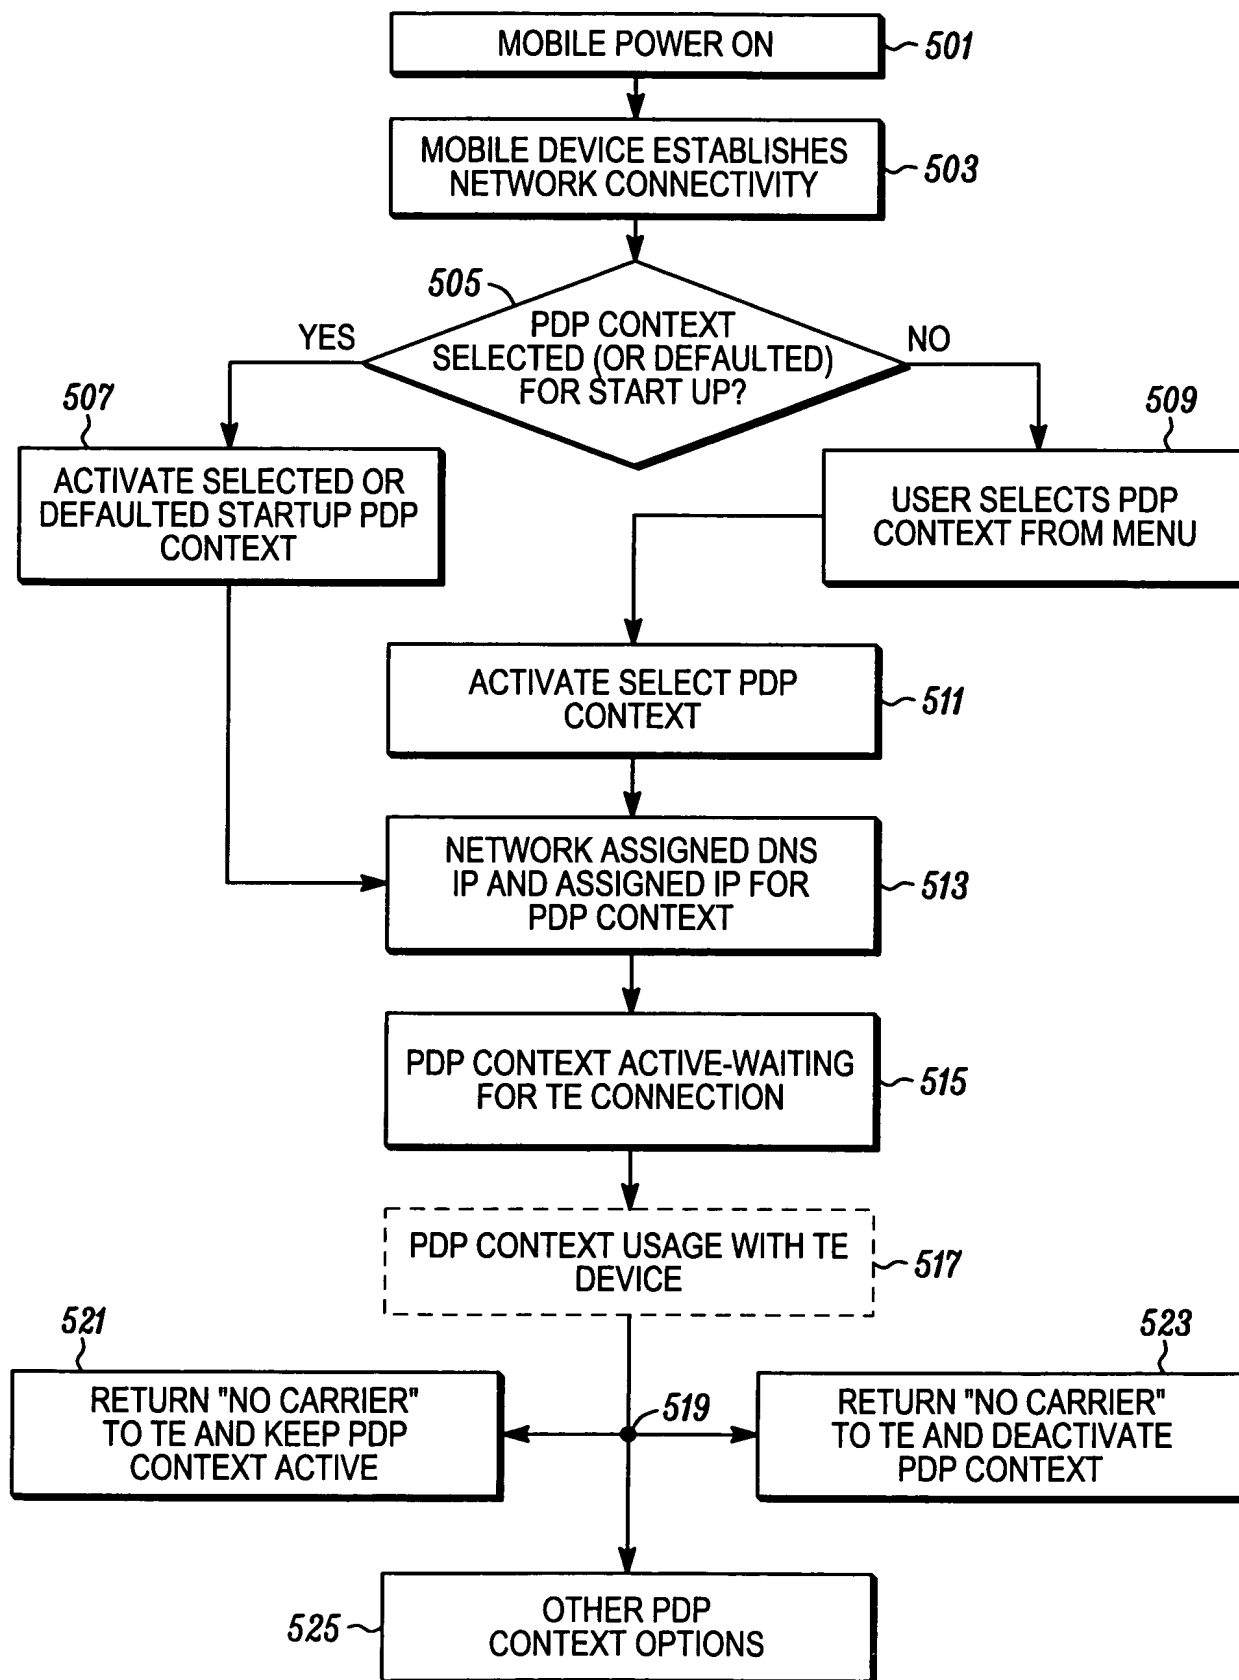 MOBILE POWER ON
501
MOBILE DEVICE ESTABLISHES
NETWORK CONNECTIVITY
503
505
PDP CONTEXT
SELECTED (OR DEFAULTED)
FOR START UP?
YES
NO
507
ACTIVATE SELECTED OR
DEFAULTED STARTUP PDP
CONTEXT
509
USER SELECTS PDP
CONTEXT FROM MENU
ACTIVATE SELECT PDP
CONTEXT
511
NETWORK ASSIGNED DNS
IP AND ASSIGNED IP FOR
PDP CONTEXT
513
PDP CONTEXT ACTIVE-WAITING
FOR TE CONNECTION
515
PDP CONTEXT USAGE WITH TE
DEVICE
517
519
521
RETURN "NO CARRIER"
TO TE AND KEEP PDP
CONTEXT ACTIVE
523
RETURN "NO CARRIER"
TO TE AND DEACTIVATE
PDP CONTEXT
525
OTHER PDP
CONTEXT OPTIONS